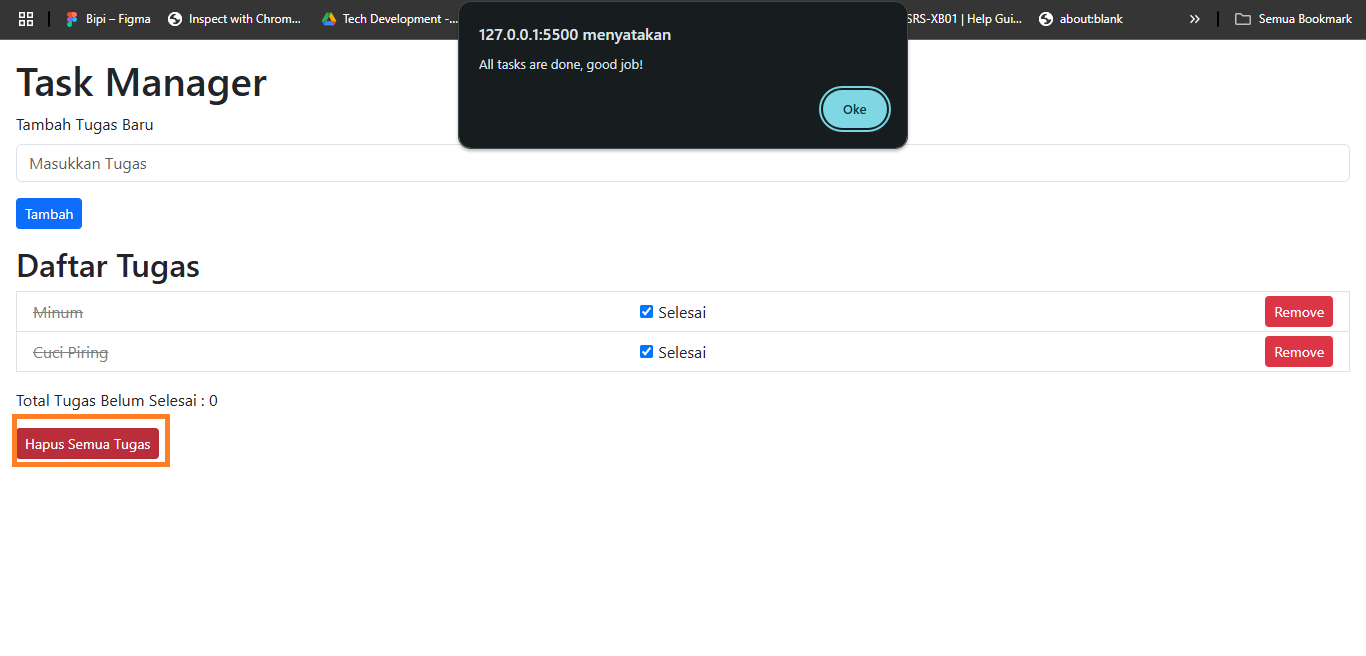 Bipi – Figma
Inspect with Chrom...
Tech Development -...
SRS-XB01 | Help Gui...
about:blank
»
Semua Bookmark
127.0.0.1:5500 menyatakan
All tasks are done, good job!
Oke
Task Manager
Tambah Tugas Baru
Masukkan Tugas
Tambah
Daftar Tugas
Minum
Selesai
Remove
Cuci Piring
Selesai
Remove
Total Tugas Belum Selesai : 0
Hapus Semua Tugas